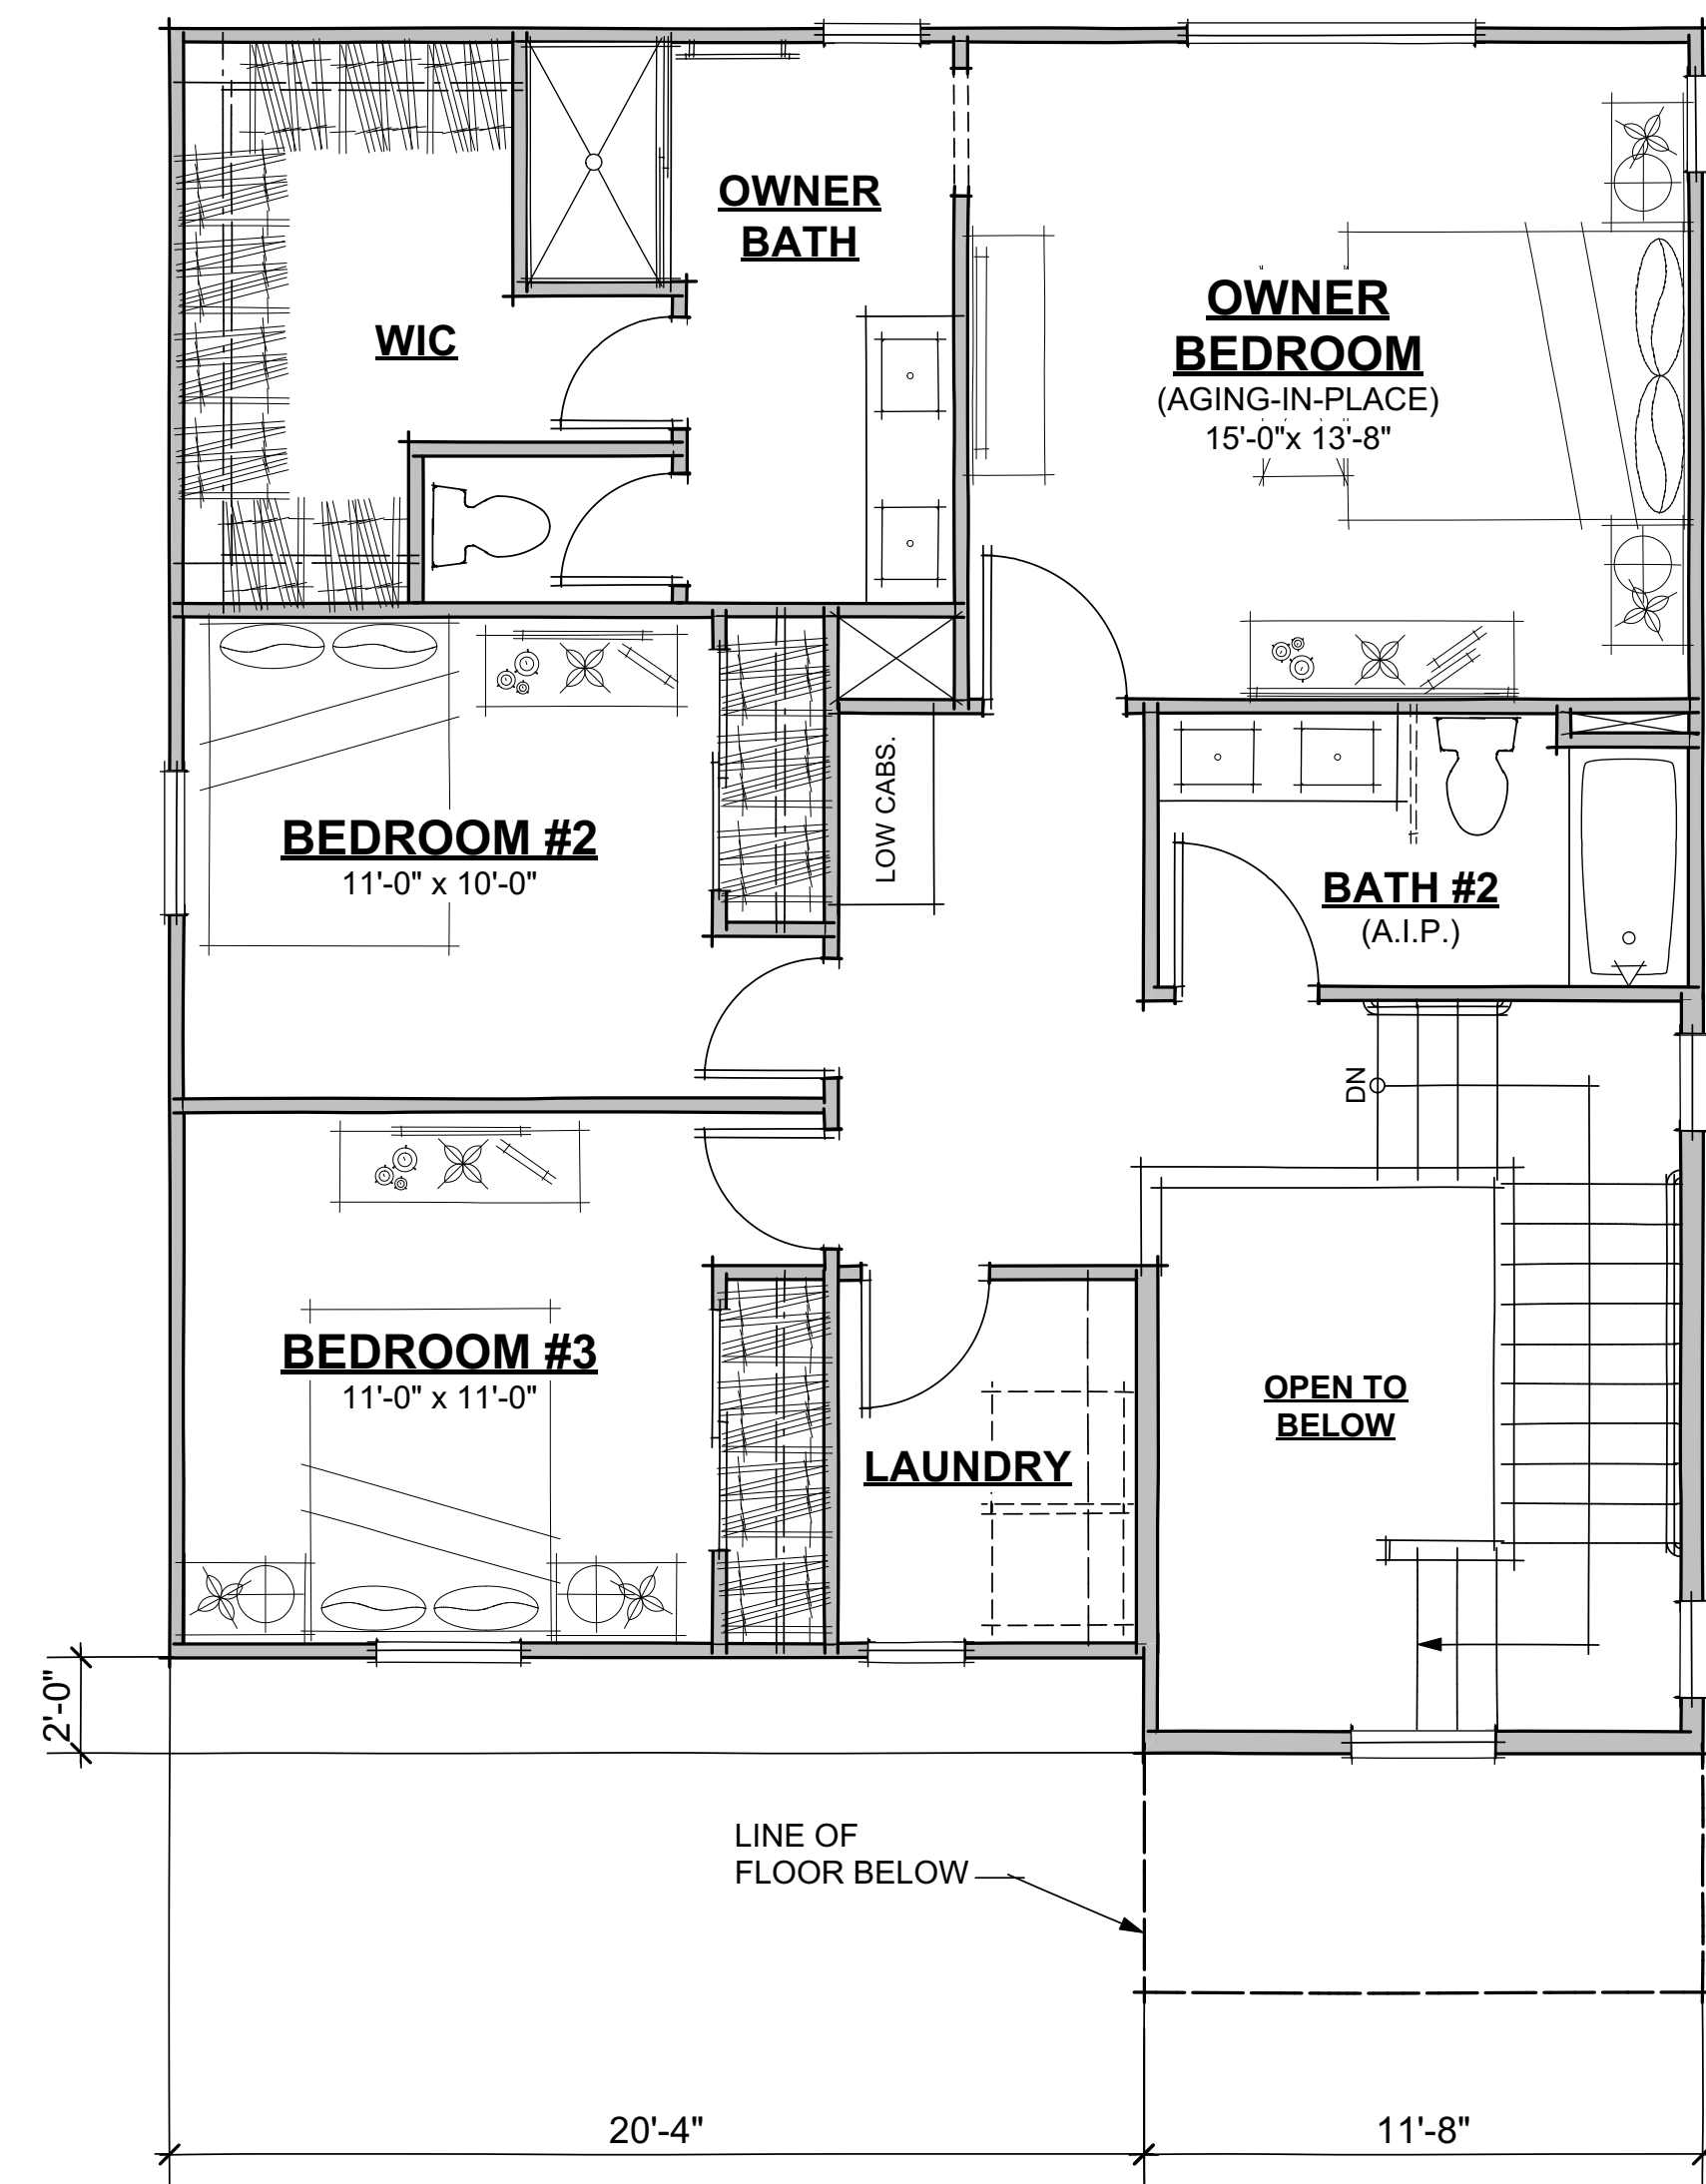 OWNER
BATH
WIC
OWNER
BEDROOM
(AGING-IN-PLACE)
15'-0"x 13'-8"
BEDROOM #2
11'-0" x 10'-0"
LOW CABS.
BATH #2
(A.I.P.)
DN
BEDROOM #3
11'-0" x 11'-0"
OPEN TO
BELOW
LAUNDRY
2'-0"
LINE OF
FLOOR BELOW
20'-4"
11'-8"